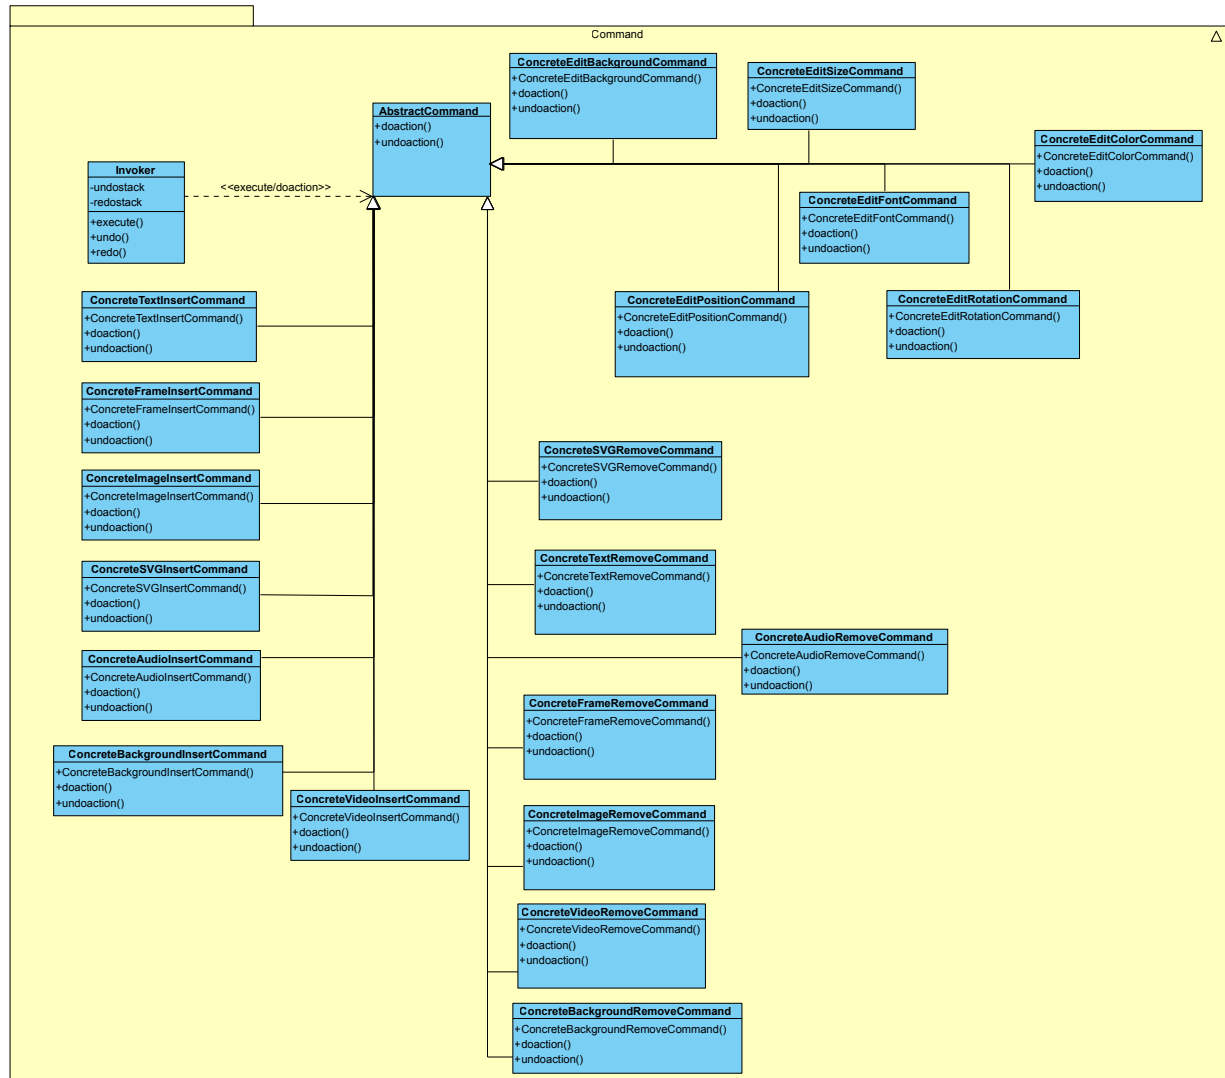 Command
ConcreteEditBackgroundCommand
+ConcreteEditBackgroundCommand()
+doaction()
+undoaction()
ConcreteEditSizeCommand
+ConcreteEditSizeCommand()
+doaction()
+undoaction()
AbstractCommand
+doaction()
+undoaction()
ConcreteEditColorCommand
+ConcreteEditColorCommand()
+doaction()
+undoaction()
Invoker
-undostack
-redostack
+execute()
+undo()
+redo()
<<execute/doaction>>
ConcreteEditFontCommand
+ConcreteEditFontCommand()
+doaction()
+undoaction()
ConcreteTextInsertCommand
+ConcreteTextInsertCommand()
+doaction()
+undoaction()
ConcreteEditPositionCommand
+ConcreteEditPositionCommand()
+doaction()
+undoaction()
ConcreteEditRotationCommand
+ConcreteEditRotationCommand()
+doaction()
+undoaction()
ConcreteFrameInsertCommand
+ConcreteFrameInsertCommand()
+doaction()
+undoaction()
ConcreteSVGRemoveCommand
+ConcreteSVGRemoveCommand()
+doaction()
+undoaction()
ConcreteImageInsertCommand
+ConcreteImageInsertCommand()
+doaction()
+undoaction()
ConcreteTextRemoveCommand
+ConcreteTextRemoveCommand()
+doaction()
+undoaction()
ConcreteSVGInsertCommand
+ConcreteSVGInsertCommand()
+doaction()
+undoaction()
ConcreteAudioRemoveCommand
+ConcreteAudioRemoveCommand()
+doaction()
+undoaction()
ConcreteAudioInsertCommand
+ConcreteAudioInsertCommand()
+doaction()
+undoaction()
ConcreteFrameRemoveCommand
+ConcreteFrameRemoveCommand()
+doaction()
+undoaction()
ConcreteBackgroundInsertCommand
+ConcreteBackgroundInsertCommand()
+doaction()
+undoaction()
ConcreteVideoInsertCommand
+ConcreteVideoInsertCommand()
+doaction()
+undoaction()
ConcreteImageRemoveCommand
+ConcreteImageRemoveCommand()
+doaction()
+undoaction()
ConcreteVideoRemoveCommand
+ConcreteVideoRemoveCommand()
+doaction()
+undoaction()
ConcreteBackgroundRemoveCommand
+ConcreteBackgroundRemoveCommand()
+doaction()
+undoaction()